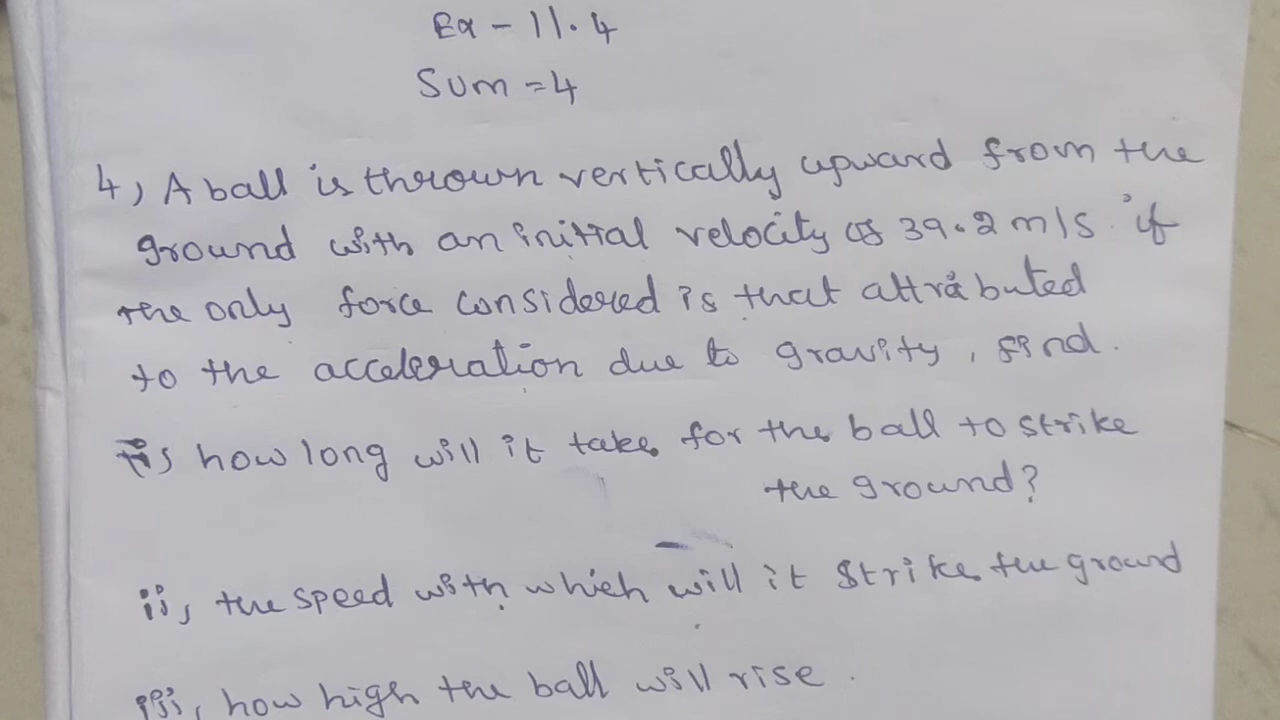 Ex - 11.4
Sum = 4
4, A ball is thrown vertically upward from the
ground with an initial velocity of 39.2 m/s. if
the only force considered is that attributed
to the acceleration due to gravity, find.
i, how long will it take for the ball to strike
the ground?
ii, the speed with which will it strike the ground
iii, how high the ball will rise.